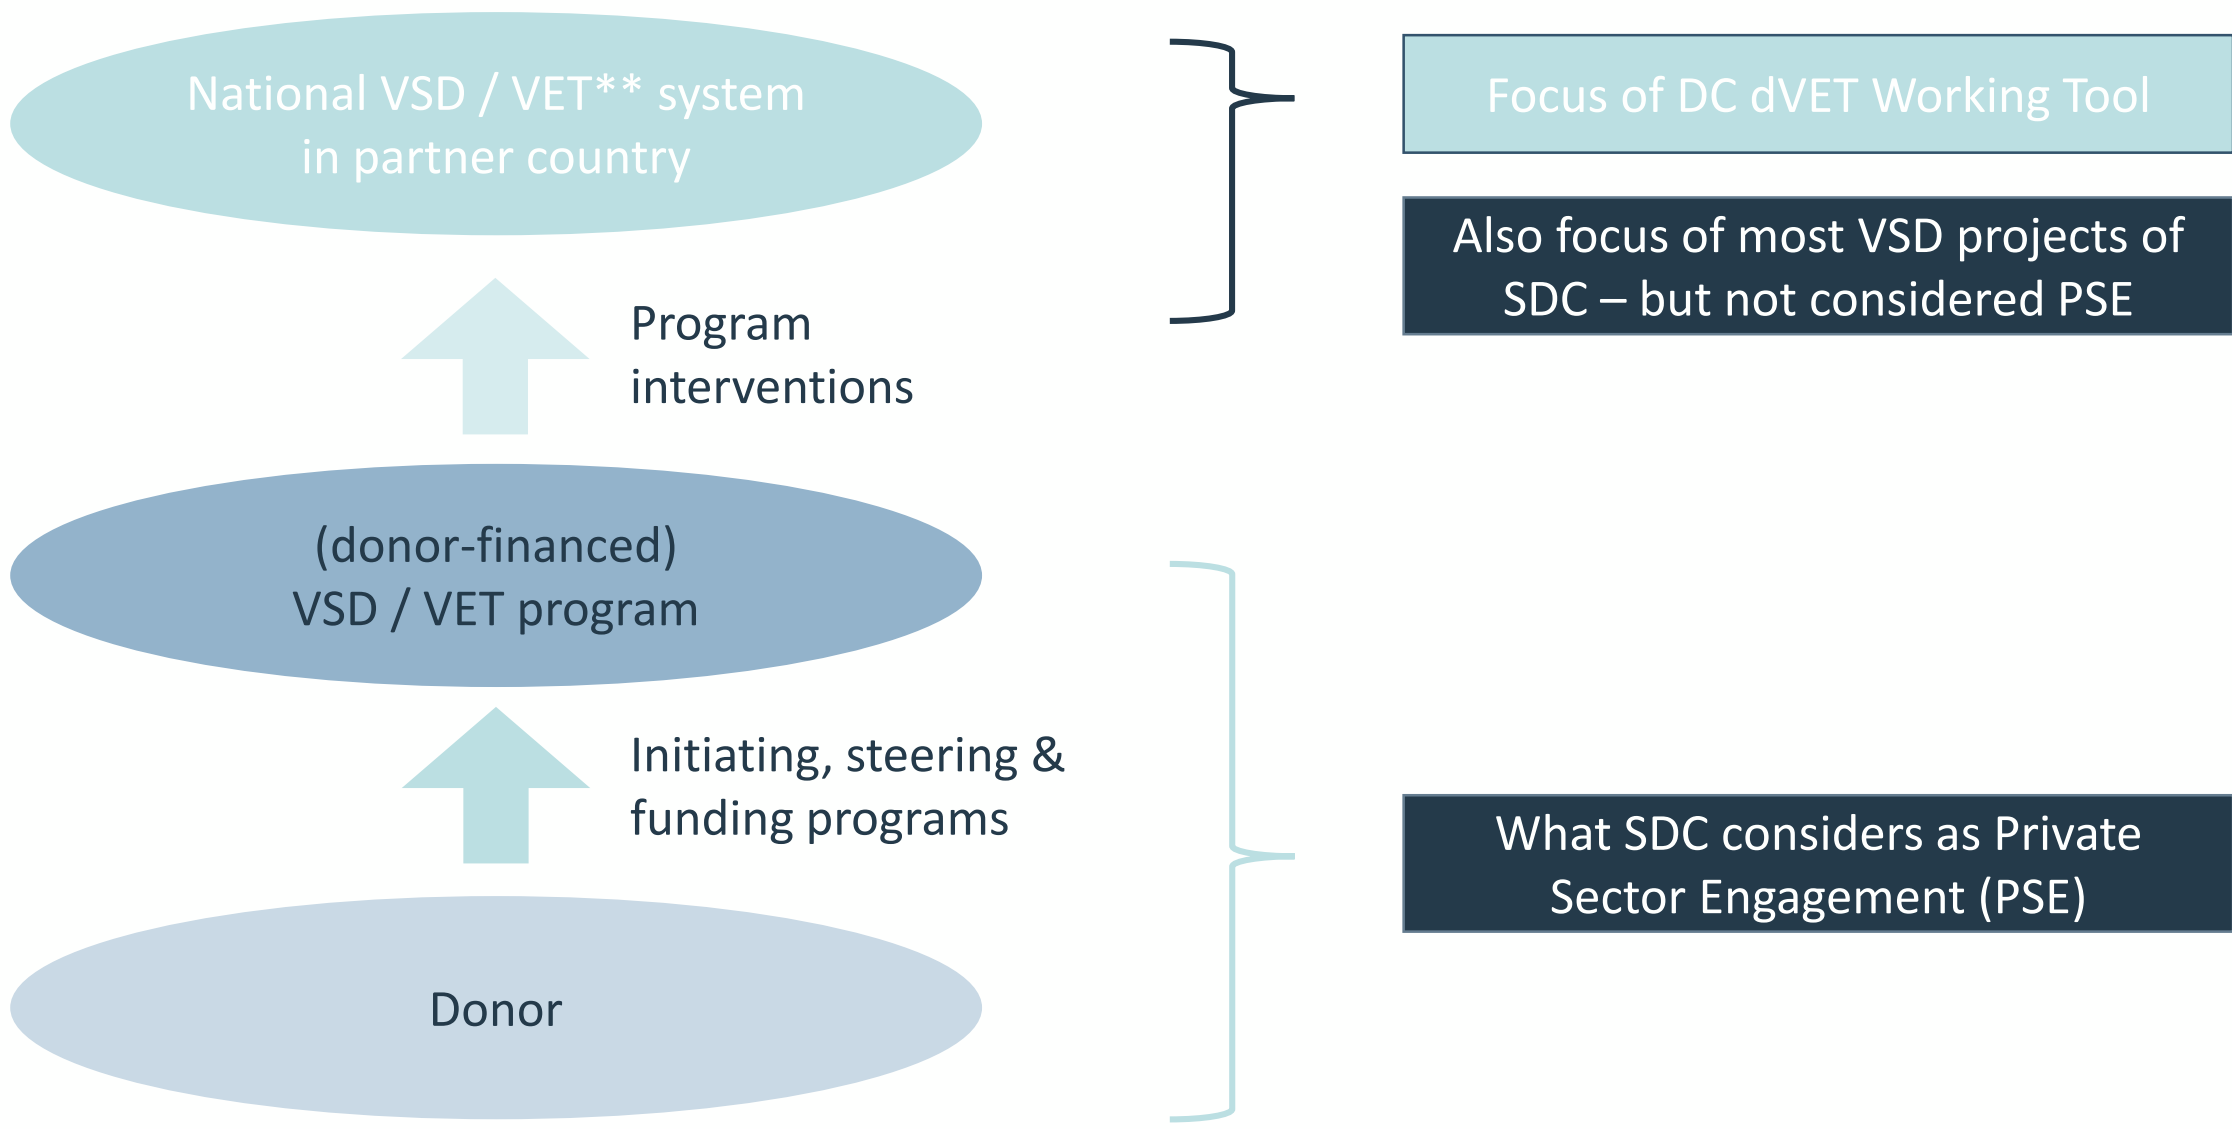 National VSD / VET** system
in partner country
Focus of DC dVET Working Tool
Also focus of most VSD projects of
SDC – but not considered PSE
Program
interventions
(donor-financed)
VSD / VET program
Initiating, steering &
funding programs
What SDC considers as Private
Sector Engagement (PSE)
Donor